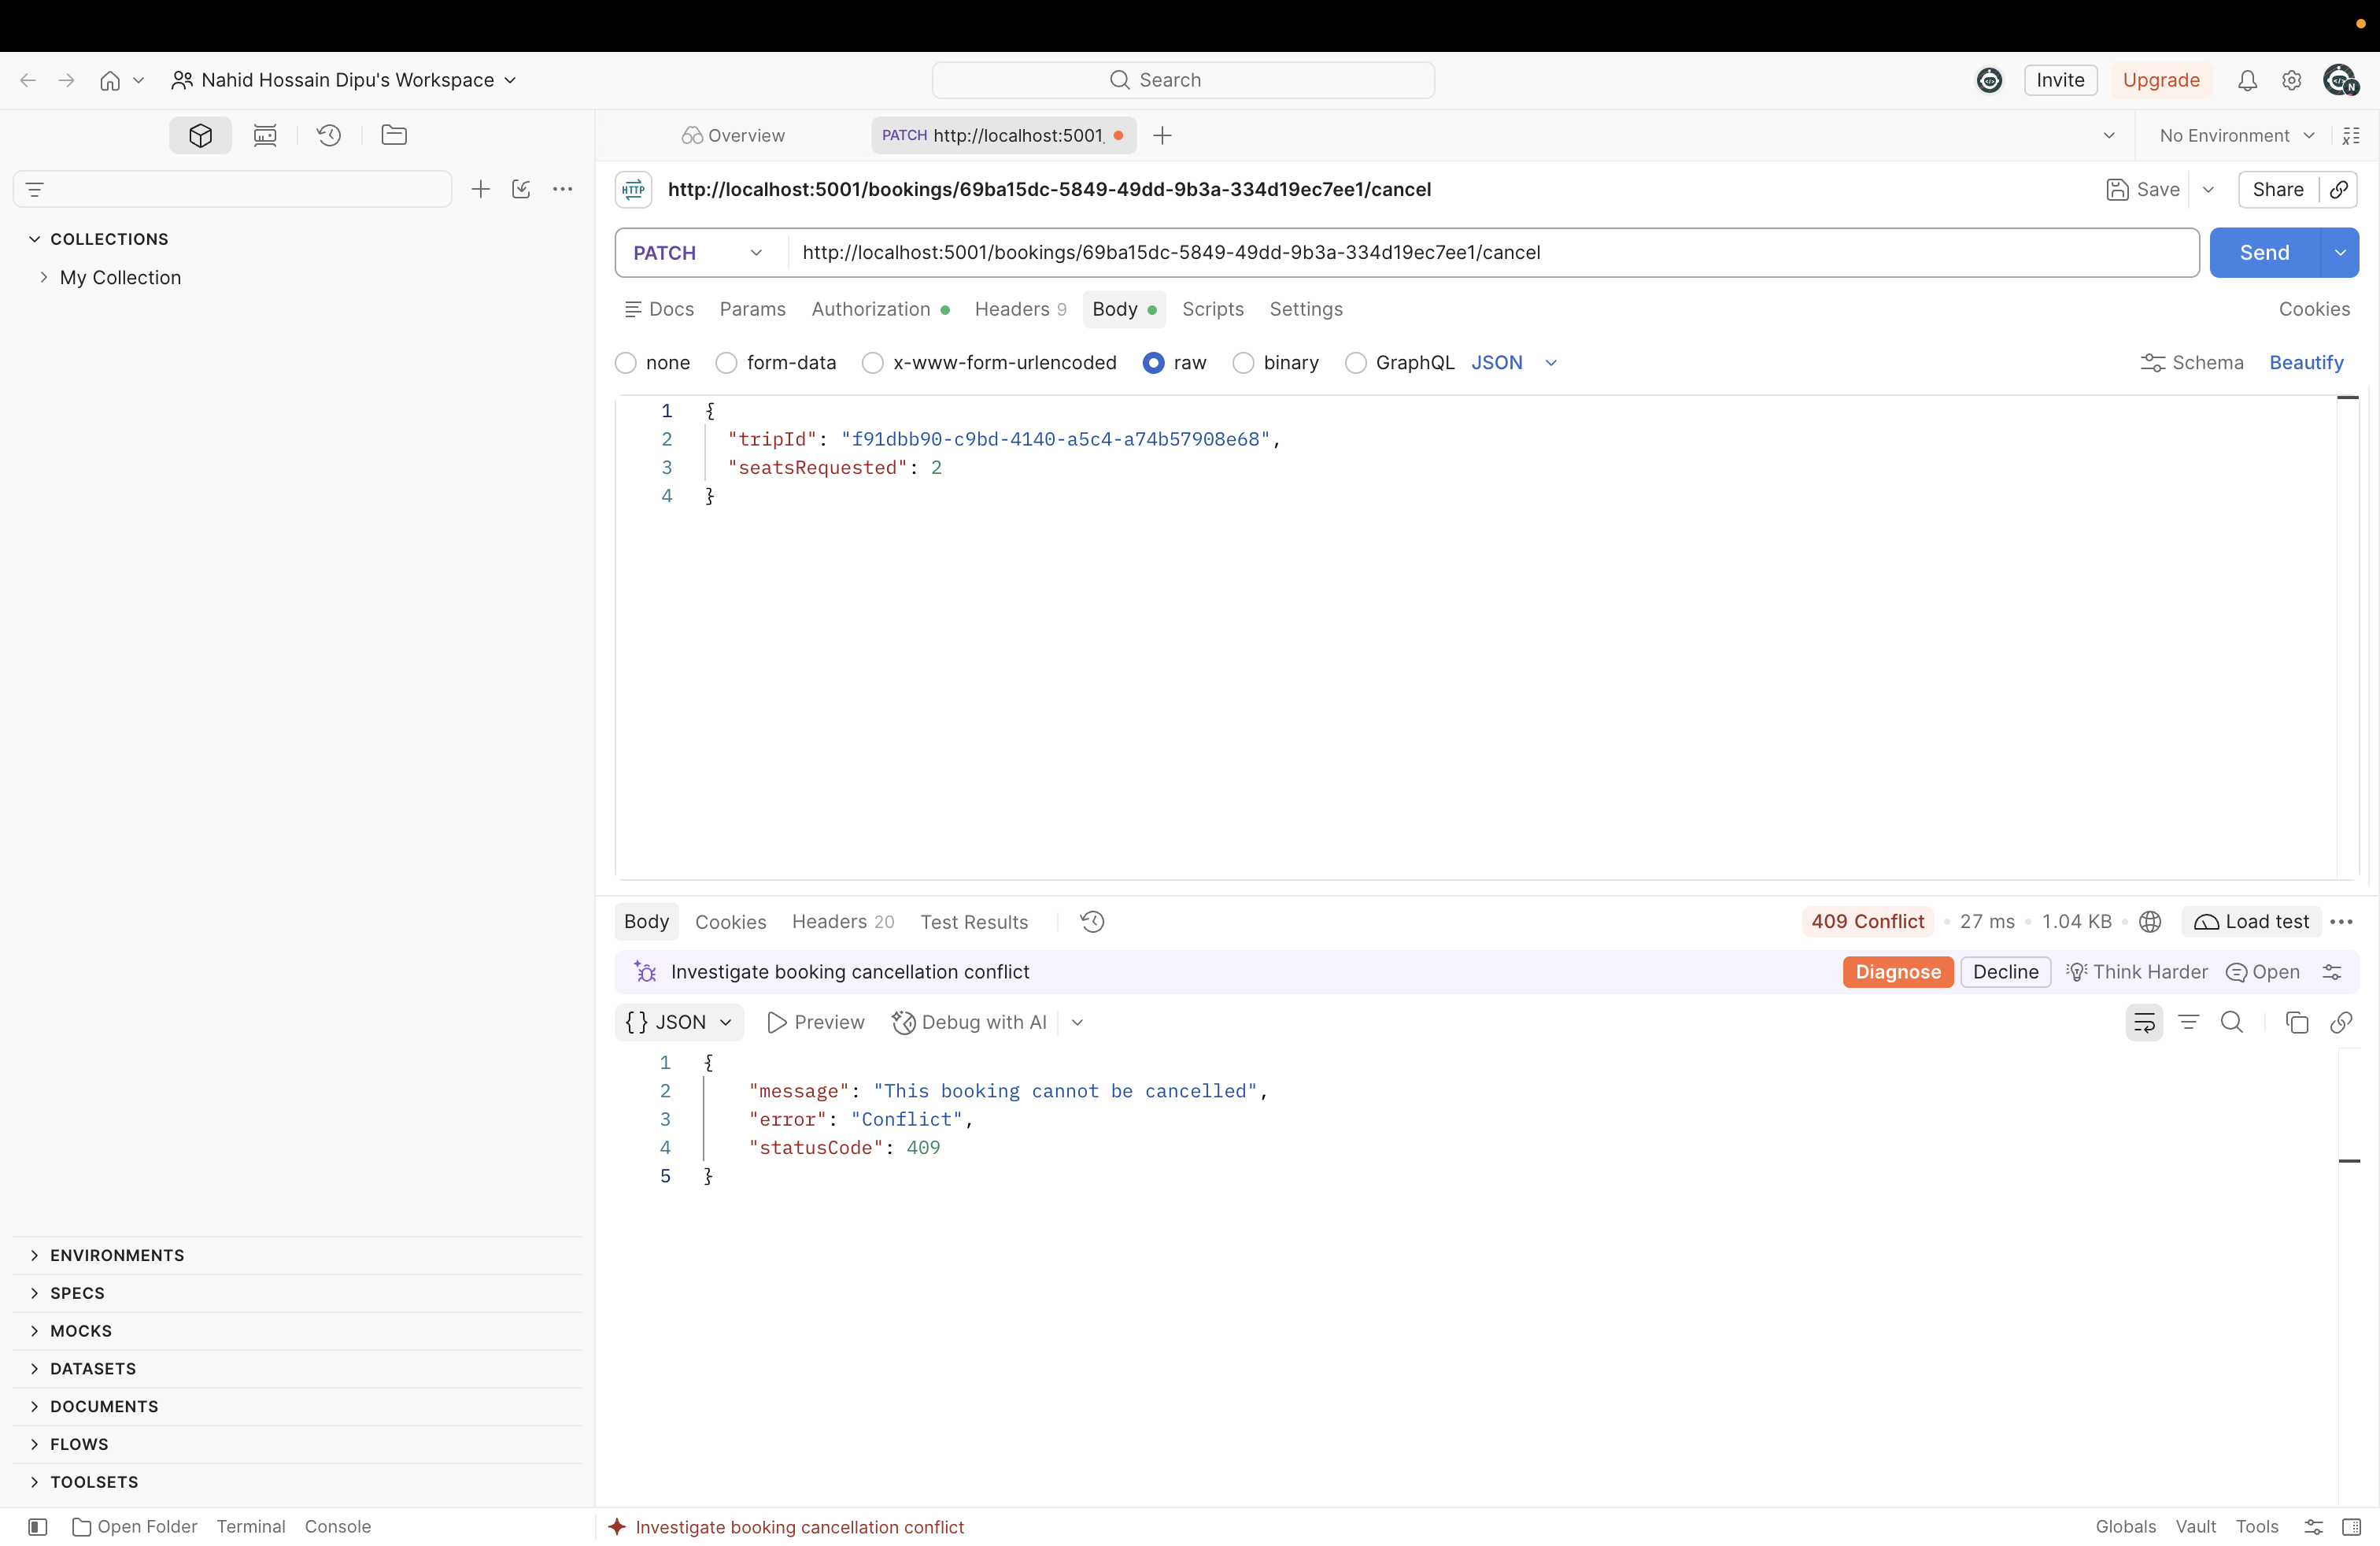 Nahid Hossain Dipu's Workspace
Search
Invite
Upgrade
N
Overview
PATCH http://localhost:5001
No Environment
COLLECTIONS
My Collection
HTTP
http://localhost:5001/bookings/69ba15dc-5849-49dd-9b3a-334d19ec7ee1/cancel
Save
Share
PATCH
http://localhost:5001/bookings/69ba15dc-5849-49dd-9b3a-334d19ec7ee1/cancel
Send
Docs Params Authorization Headers 9 Body Scripts Settings
Cookies
none form-data x-www-form-urlencoded raw binary GraphQL JSON
Schema Beautify
1 {
2 "tripId": "f91dbb90-c9bd-4140-a5c4-a74b57908e68",
3 "seatsRequested": 2
4 }
Body Cookies Headers 20 Test Results
409 Conflict • 27 ms • 1.04 KB •
Load test
Investigate booking cancellation conflict
Diagnose Decline Think Harder Open
{ } JSON Preview Debug with AI
1 {
2 "message": "This booking cannot be cancelled",
3 "error": "Conflict",
4 "statusCode": 409
5 }
ENVIRONMENTS
SPECS
MOCKS
DATASETS
DOCUMENTS
FLOWS
TOOLSETS
Open Folder Terminal Console
Investigate booking cancellation conflict
Globals Vault Tools